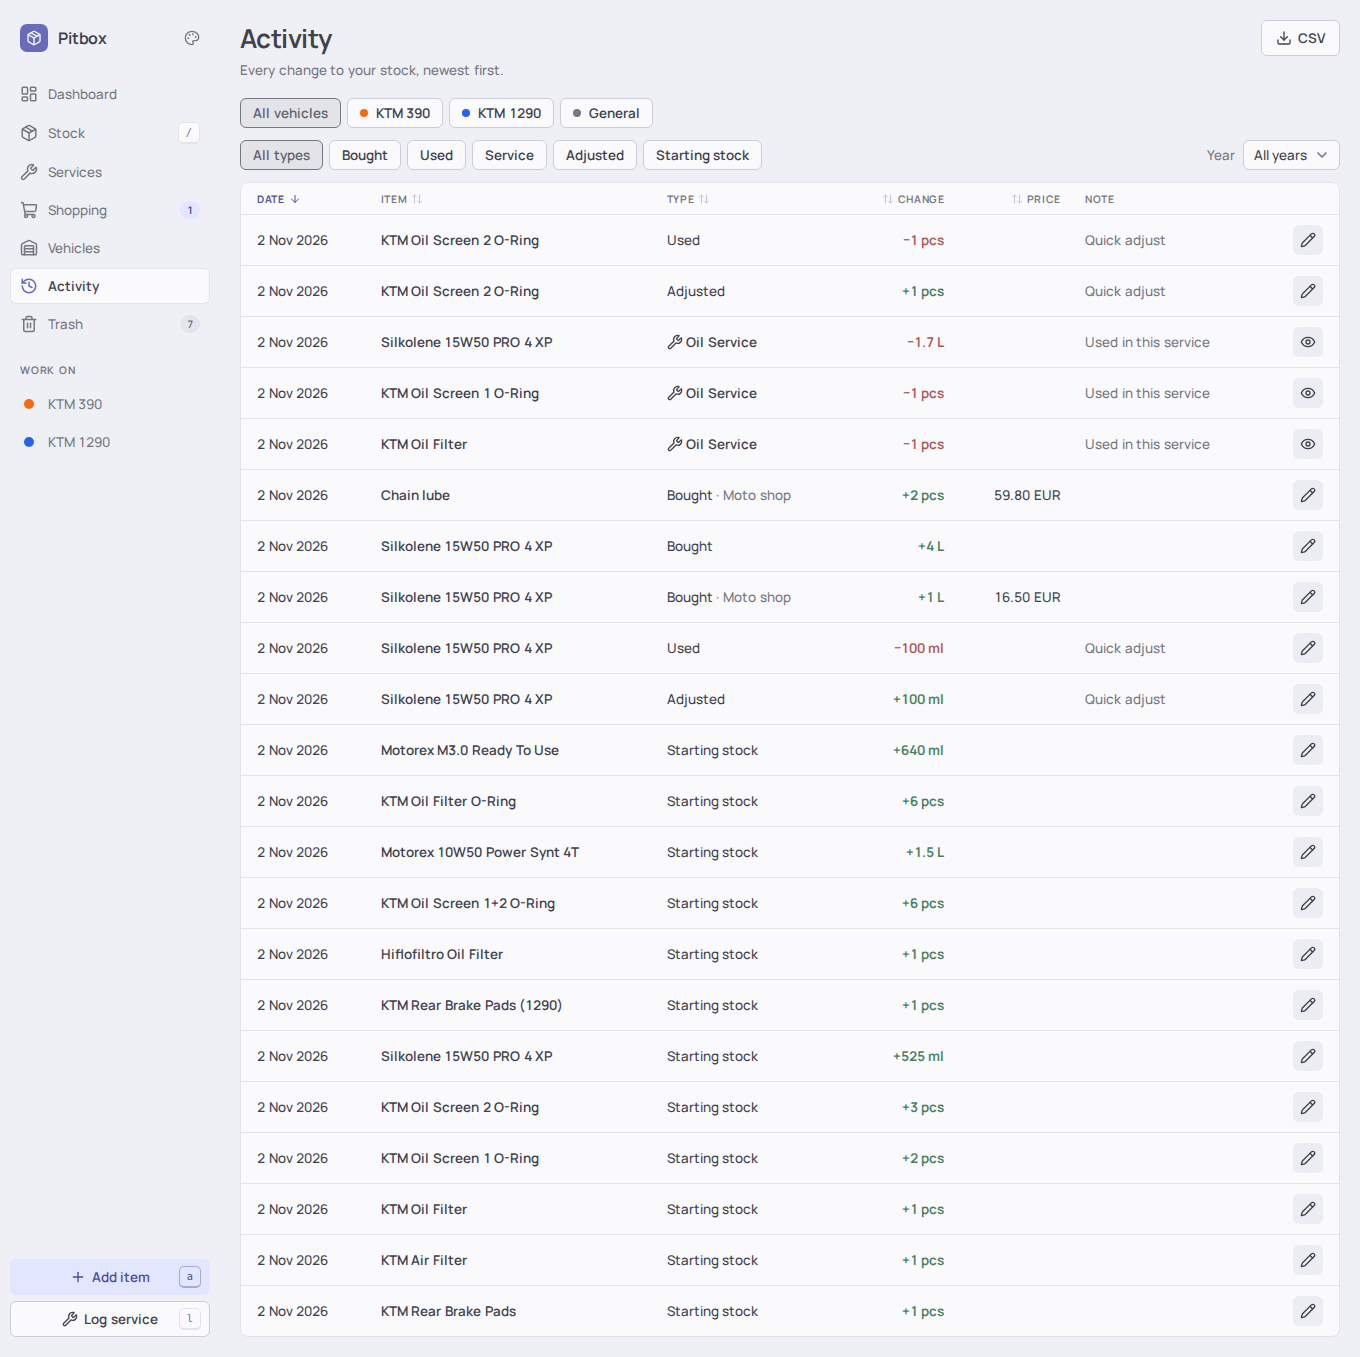 Pitbox
Dashboard
Stock /
Services
Shopping 1
Vehicles
Activity
Trash 7
WORK ON
KTM 390
KTM 1290
Add item a
Log service l
Activity
CSV
Every change to your stock, newest first.
All vehicles KTM 390 KTM 1290 General
All types Bought Used Service Adjusted Starting stock Year All years
DATE ITEM TYPE CHANGE PRICE NOTE
2 Nov 2026 KTM Oil Screen 2 O-Ring Used −1 pcs Quick adjust
2 Nov 2026 KTM Oil Screen 2 O-Ring Adjusted +1 pcs Quick adjust
2 Nov 2026 Silkolene 15W50 PRO 4 XP Oil Service −1.7 L Used in this service
2 Nov 2026 KTM Oil Screen 1 O-Ring Oil Service −1 pcs Used in this service
2 Nov 2026 KTM Oil Filter Oil Service −1 pcs Used in this service
2 Nov 2026 Chain lube Bought · Moto shop +2 pcs 59.80 EUR
2 Nov 2026 Silkolene 15W50 PRO 4 XP Bought +4 L
2 Nov 2026 Silkolene 15W50 PRO 4 XP Bought · Moto shop +1 L 16.50 EUR
2 Nov 2026 Silkolene 15W50 PRO 4 XP Used −100 ml Quick adjust
2 Nov 2026 Silkolene 15W50 PRO 4 XP Adjusted +100 ml Quick adjust
2 Nov 2026 Motorex M3.0 Ready To Use Starting stock +640 ml
2 Nov 2026 KTM Oil Filter O-Ring Starting stock +6 pcs
2 Nov 2026 Motorex 10W50 Power Synt 4T Starting stock +1.5 L
2 Nov 2026 KTM Oil Screen 1+2 O-Ring Starting stock +6 pcs
2 Nov 2026 Hiflofiltro Oil Filter Starting stock +1 pcs
2 Nov 2026 KTM Rear Brake Pads (1290) Starting stock +1 pcs
2 Nov 2026 Silkolene 15W50 PRO 4 XP Starting stock +525 ml
2 Nov 2026 KTM Oil Screen 2 O-Ring Starting stock +3 pcs
2 Nov 2026 KTM Oil Screen 1 O-Ring Starting stock +2 pcs
2 Nov 2026 KTM Oil Filter Starting stock +1 pcs
2 Nov 2026 KTM Air Filter Starting stock +1 pcs
2 Nov 2026 KTM Rear Brake Pads Starting stock +1 pcs